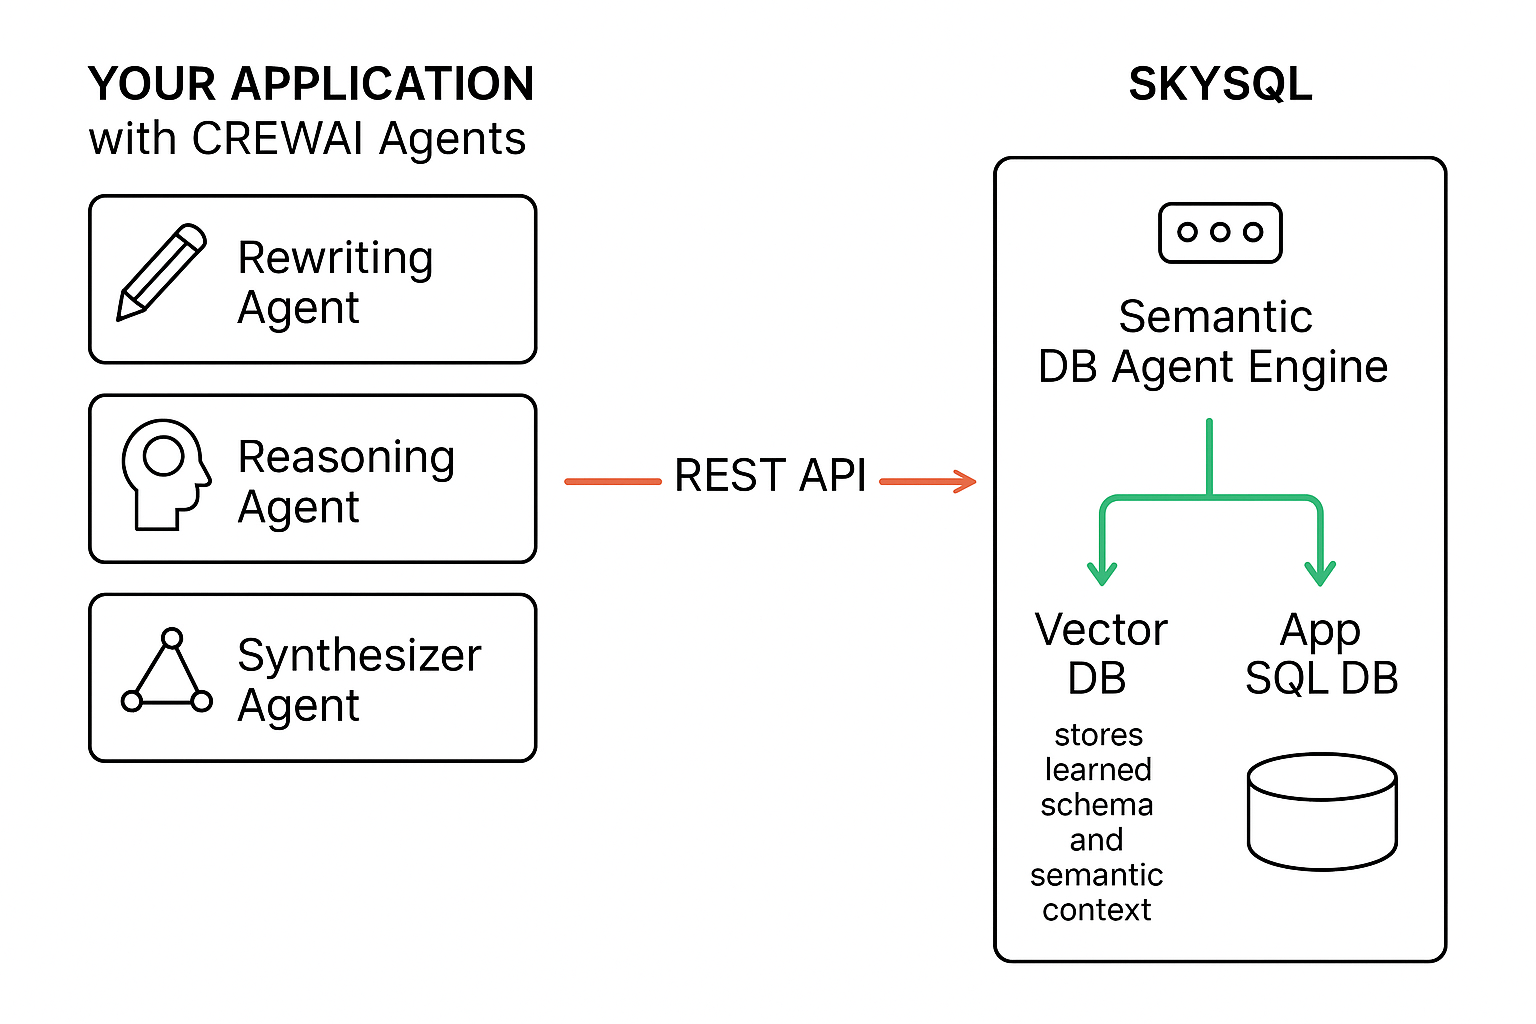 YOUR APPLICATION
with CREWAI Agents
Rewriting
Agent
Reasoning
Agent
Synthesizer
Agent
REST API
SKYSQL
Semantic
DB Agent Engine
Vector
DB
stores
learned
schema
and
semantic
context
App
SQL DB